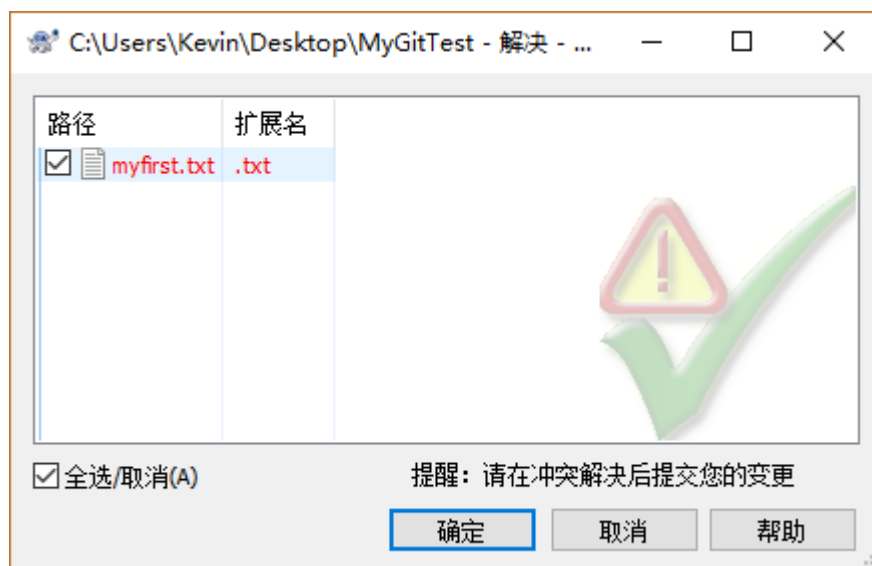 C:\Users\Kevin\Desktop\MyGitTest - 解决 - ...
路径 扩展名
myfirst.txt .txt
全选/取消(A) 提醒：请在冲突解决后提交您的变更
确定 取消 帮助